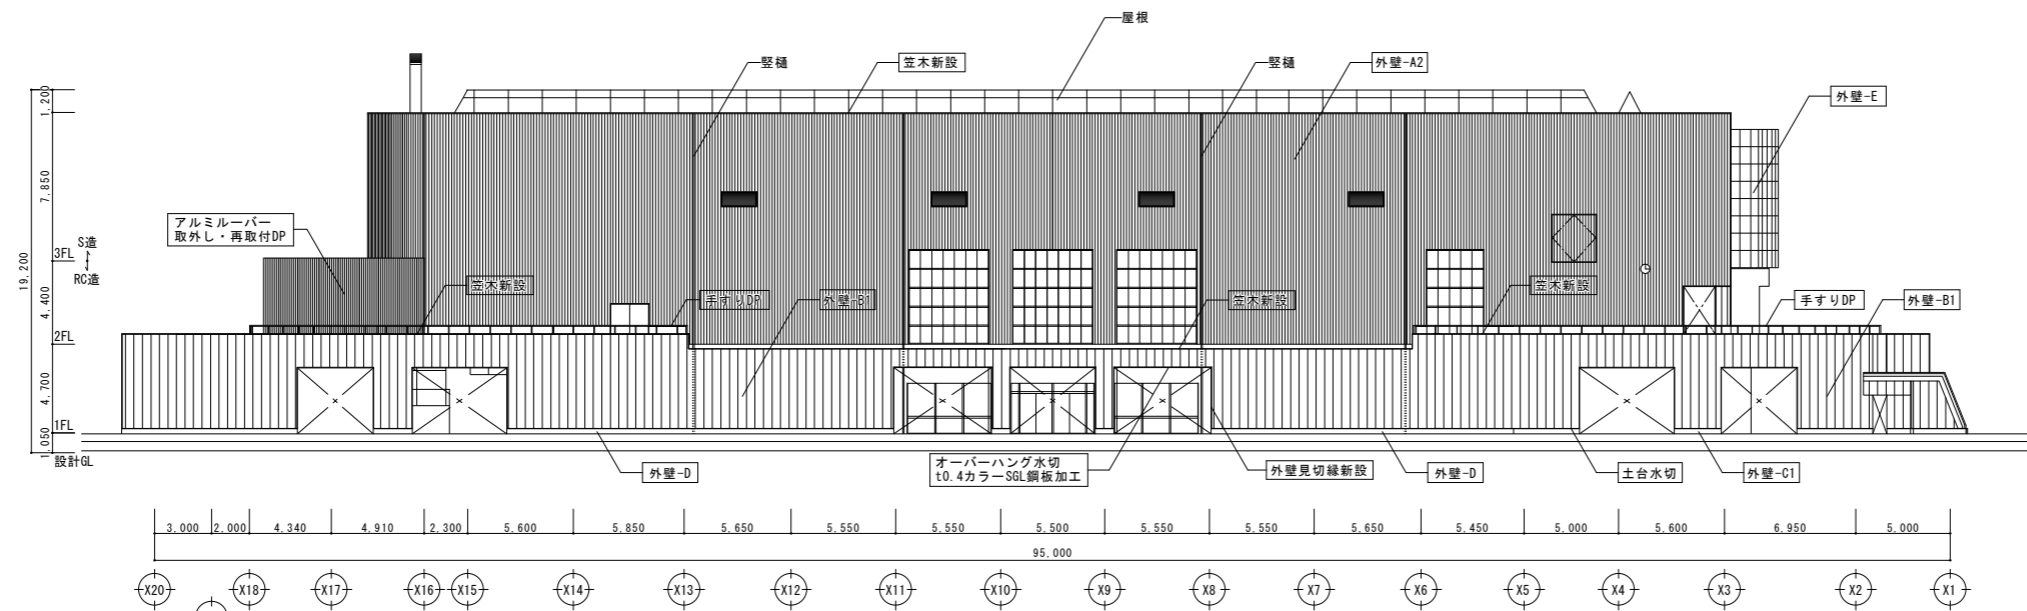 屋根
竪樋
笠木新設
竪樋
外壁-A2
外壁-E
1,200
7,850
19,200
アルミルーバー
取外し・再取付DP
S造
3FL
RC造
4,400
笠木新設
手すりDP
外壁-B1
笠木新設
笠木新設
手すりDP
外壁-B1
2FL
4,700
1FL
1,050
設計GL
外壁-D
オーバーハング水切
t0.4カラーSGL鋼板加工
外壁見切縁新設
外壁-D
土台水切
外壁-C1
3,000 2,000 4,340 4,910 2,300 5,600 5,850 5,650 5,550 5,550 5,500 5,550 5,550 5,650 5,450 5,000 5,600 6,950 5,000
95,000
X20 X18 X17 X16 X15 X14 X13 X12 X11 X10 X9 X8 X7 X6 X5 X4 X3 X2 X1